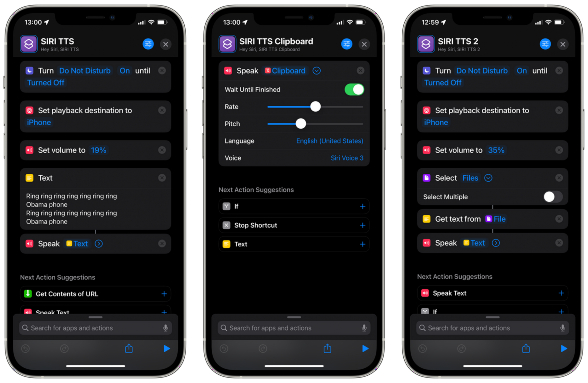 13:00
SIRI TTS
Hey Siri, Siri TTS
Turn Do Not Disturb On until
Turned Off
Set playback destination to
iPhone
Set volume to 19%
Text
Ring ring ring ring ring ring ring
Obama phone
Ring ring ring ring ring ring ring
Obama phone
Speak Text
Next Action Suggestions
Get Contents of URL
Speak Text
Search for apps and actions
13:00
SIRI TTS Clipboard
Hey Siri, Siri TTS Clipboard
Speak Clipboard
Wait Until Finished
Rate
Pitch
Language English (United States)
Voice Siri Voice 3
Next Action Suggestions
If
Stop Shortcut
Text
Search for apps and actions
12:59
SIRI TTS 2
Hey Siri, Siri TTS 2
Turn Do Not Disturb On until
Turned Off
Set playback destination to
iPhone
Set volume to 35%
Select Files
Select Multiple
Get text from File
Speak Text
Next Action Suggestions
Speak Text
If
Search for apps and actions